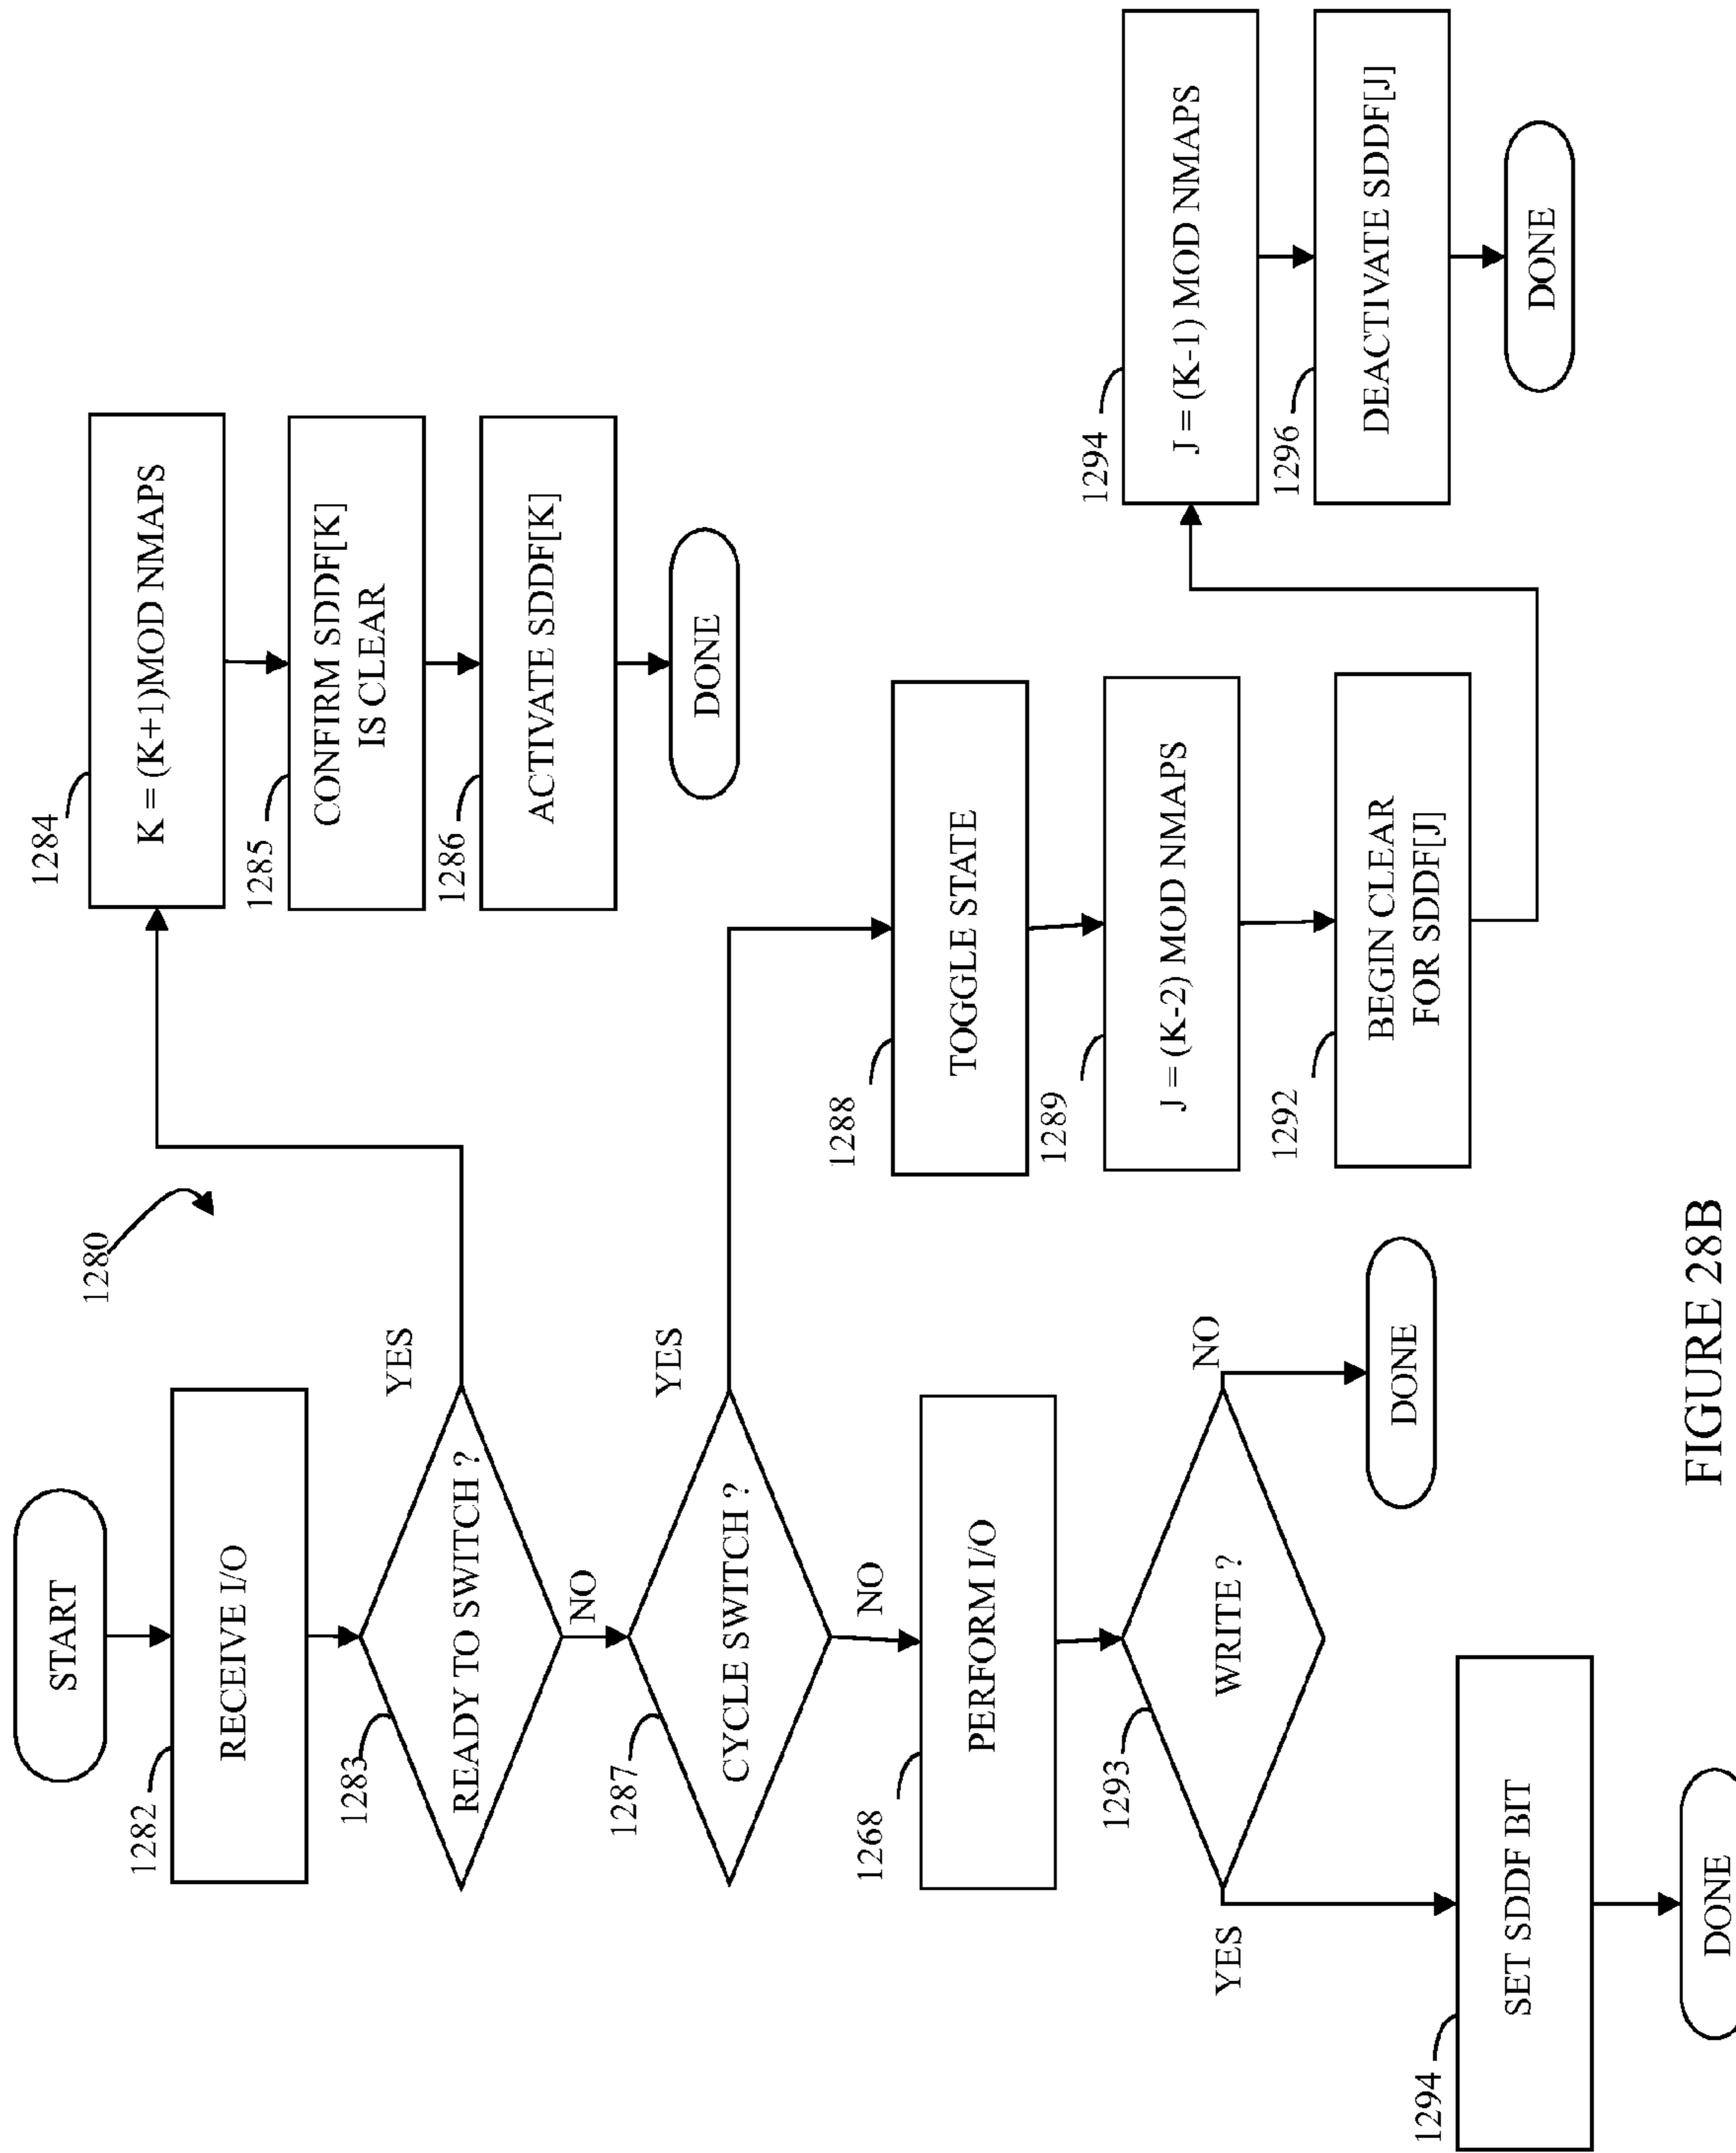 1280
START
1282
RECEIVE I/O
1283
READY TO SWITCH ?
YES
NO
1284
K = (K+1)MOD NMAPS
1285
CONFIRM SDDF[K]
IS CLEAR
1286
ACTIVATE SDDF[K]
DONE
1287
CYCLE SWITCH ?
YES
NO
1288
TOGGLE STATE
1289
J = (K-2) MOD NMAPS
1292
BEGIN CLEAR
FOR SDDF[J]
1294
J = (K-1) MOD NMAPS
1296
DEACTIVATE SDDF[J]
DONE
1268
PERFORM I/O
1293
WRITE ?
NO
DONE
YES
1294
SET SDDF BIT
DONE
FIGURE 28B